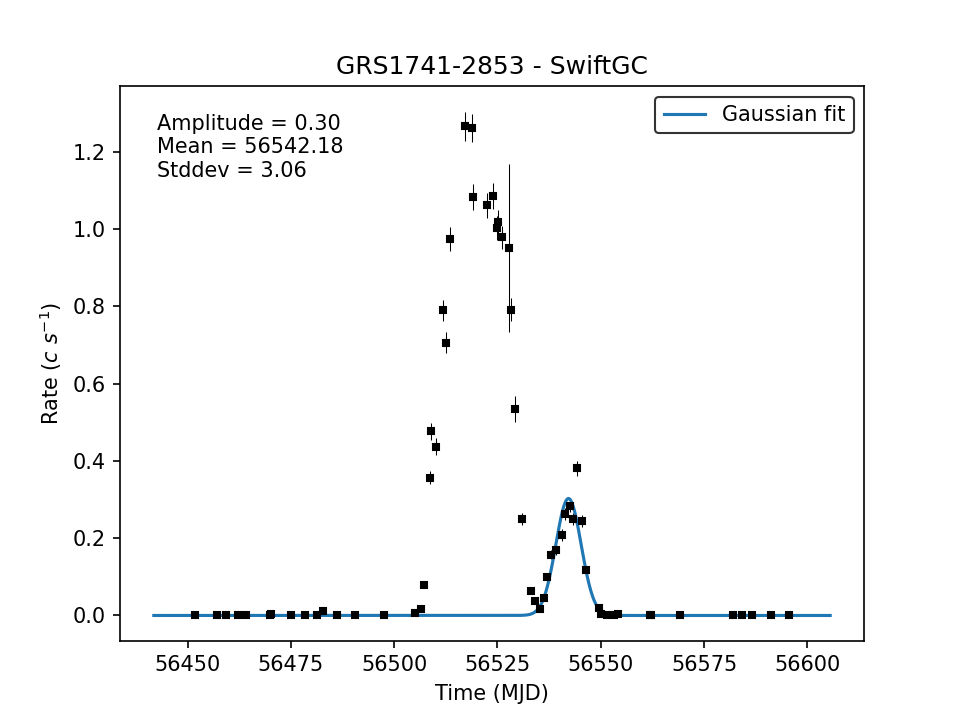 GRS1741-2853 - SwiftGC
Amplitude = 0.30
Mean = 56542.18
Stddev = 3.06
Gaussian fit
1.2
1.0
0.8
0.6
0.4
0.2
0.0
Rate (c s⁻¹)
56450 56475 56500 56525 56550 56575 56600
Time (MJD)